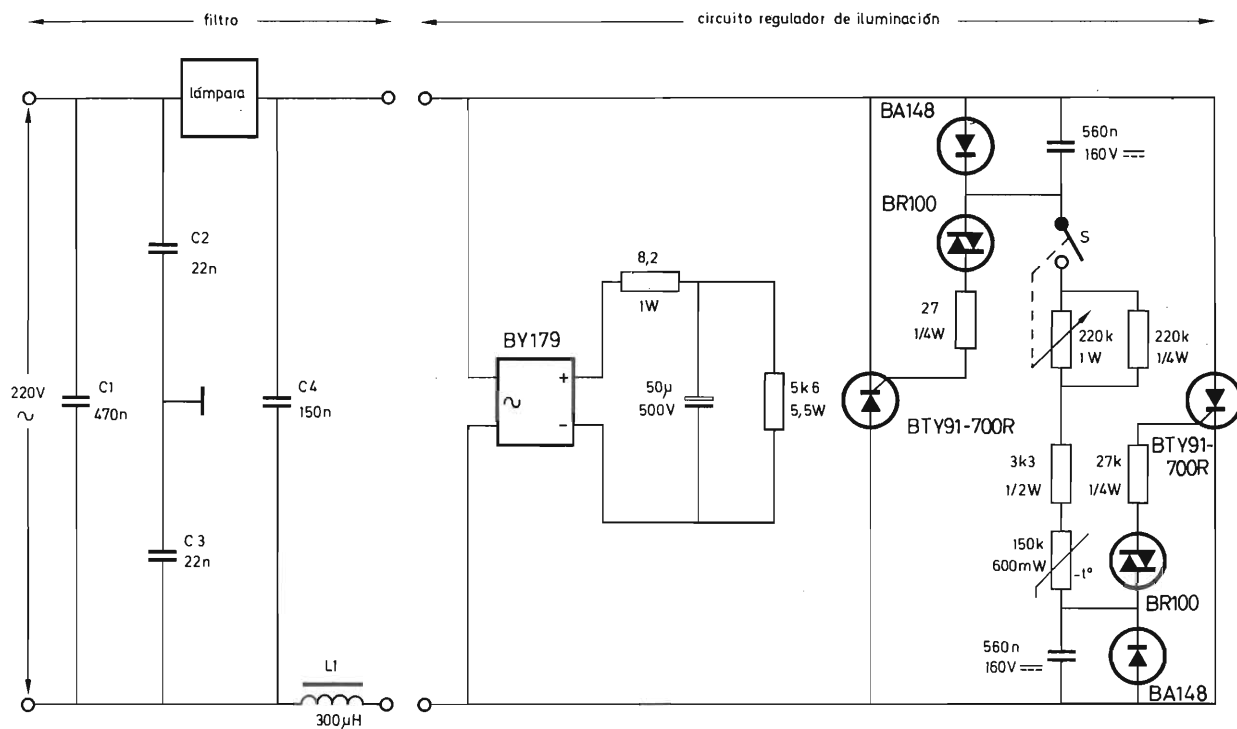 filtro
circuito regulador de iluminación
lámpara
220V
~
C1
470n
C2
22n
C3
22n
C4
150n
L1
300µH
BY179
~
+
−
8,2
1W
50µ
500V
5k6
5,5W
BTY91-700R
BA148
BR100
27
1/4W
560n
160V
S
220k
1W
220k
1/4W
3k3
1/2W
27k
1/4W
BTY91-
700R
150k
600mW
-t°
BR100
560n
160V
BA148